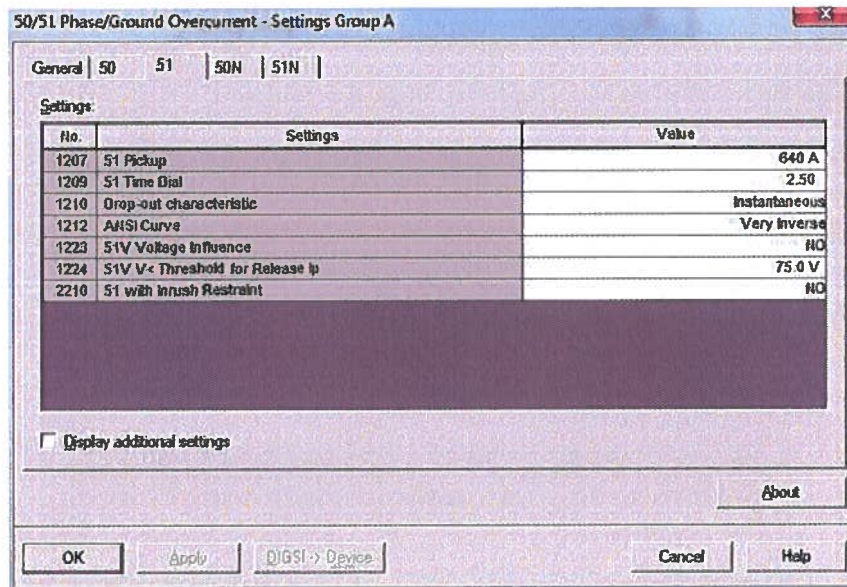 50/51 Phase/Ground Overcurrent - Settings Group A
General 50 51 50N 51N
Settings:
No. Settings Value
1207 51 Pickup 640 A
1209 51 Time Dial 2.50
1210 Drop-out characteristic Instantaneous
1212 ANSI Curve Very Inverse
1223 51V Voltage Influence NO
1224 51V V< Threshold for Release Ip 75.0 V
2210 51 with Inrush Restraint NO
Display additional settings
About
OK Apply DIGSI -> Device Cancel Help